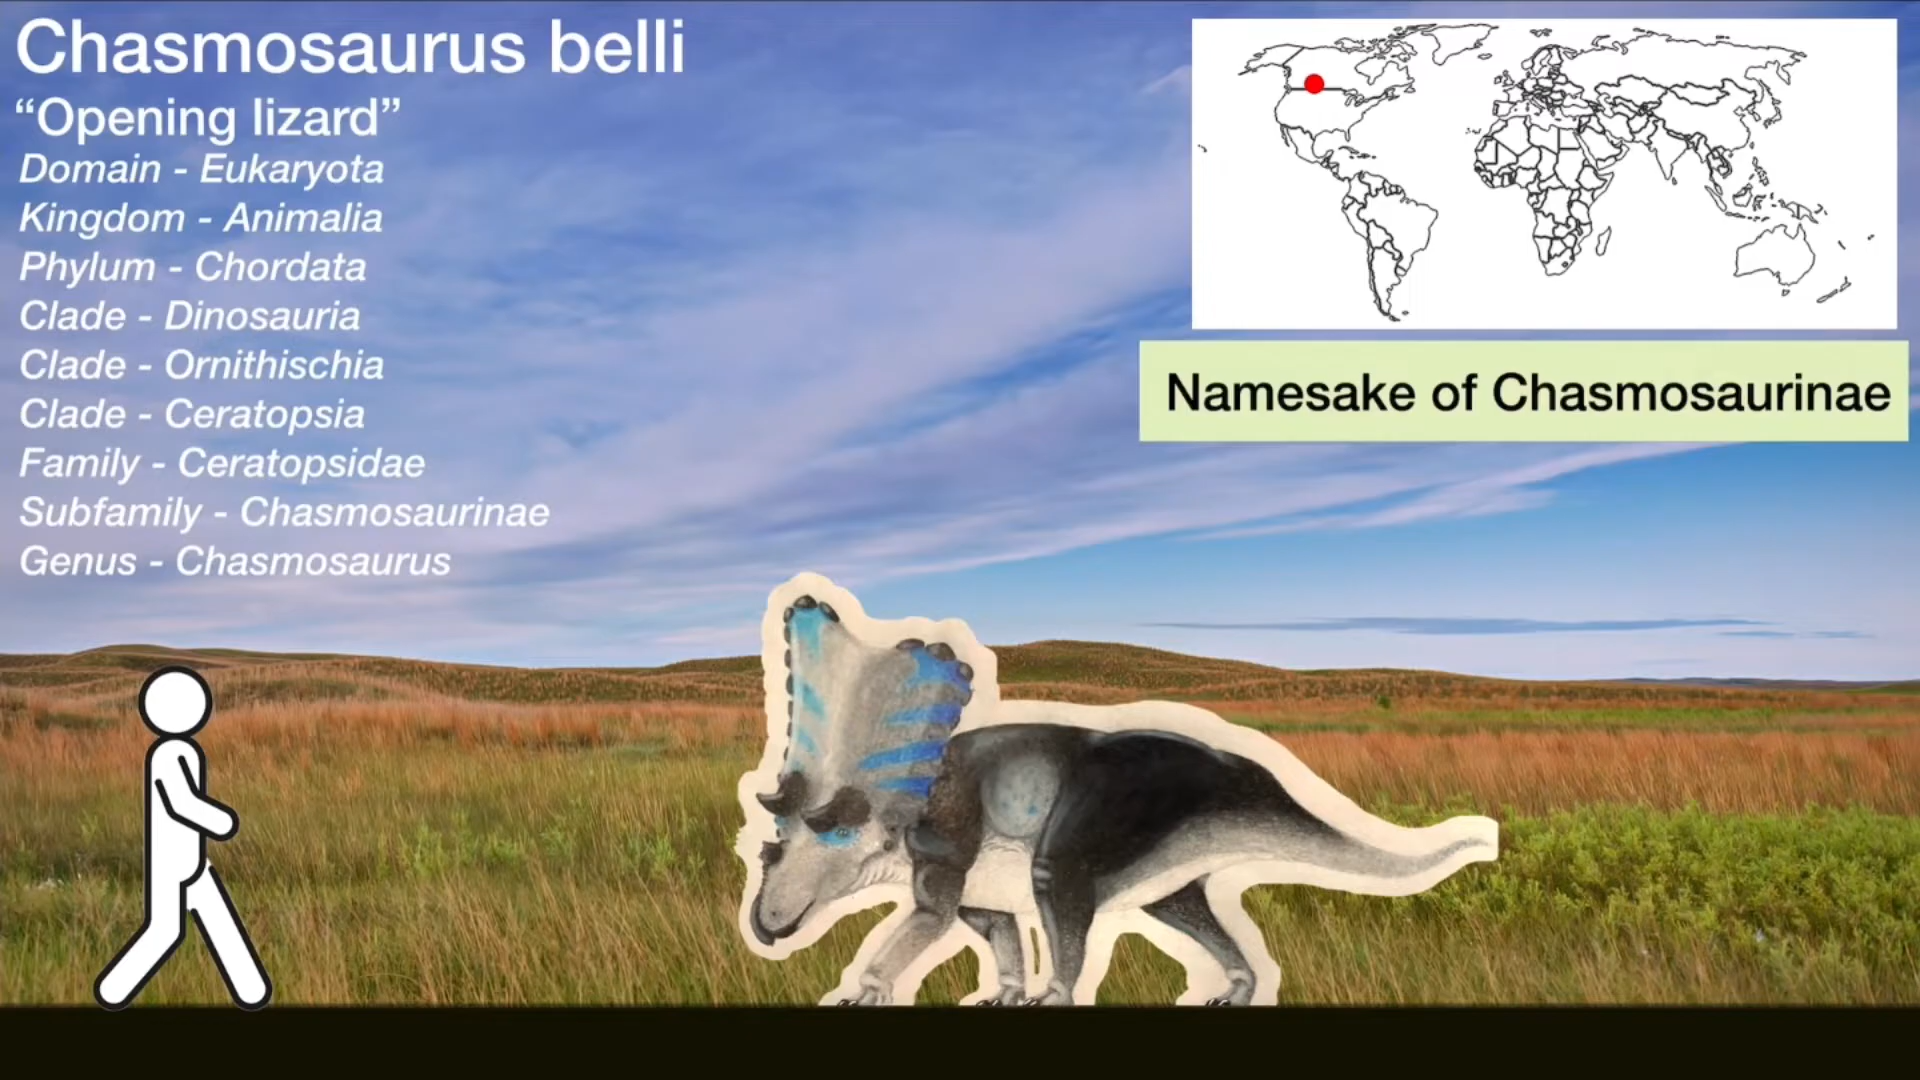 Chasmosaurus belli
“Opening lizard”
Domain - Eukaryota
Kingdom - Animalia
Phylum - Chordata
Clade - Dinosauria
Clade - Ornithischia
Clade - Ceratopsia
Family - Ceratopsidae
Subfamily - Chasmosaurinae
Genus - Chasmosaurus
Namesake of Chasmosaurinae